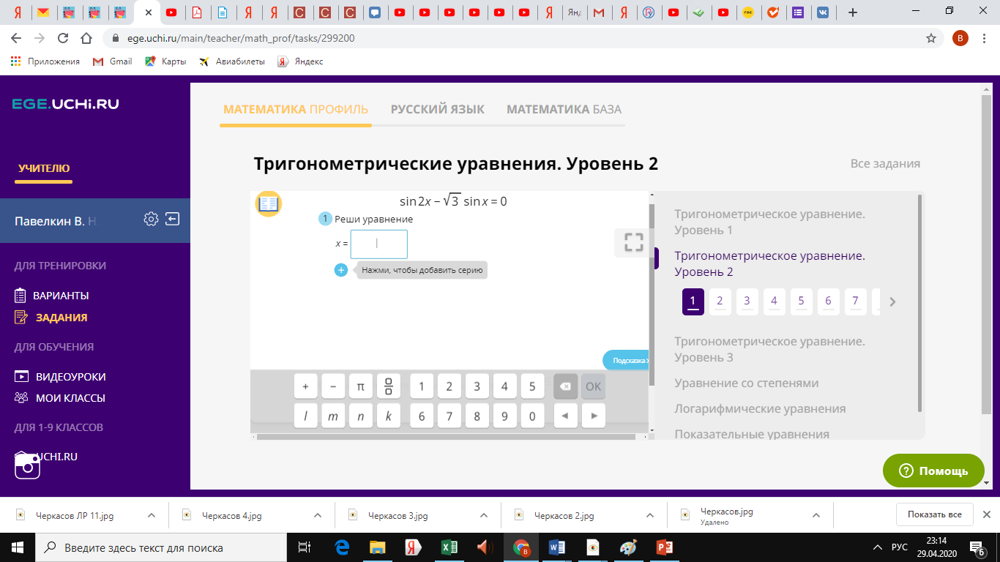 Янд
ege.uchi.ru/main/teacher/math_prof/tasks/299200
В
Приложения Gmail Карты Авиабилеты Яндекс
EGE.UCHi.RU
УЧИТЕЛЮ
Павелкин В. Н
ДЛЯ ТРЕНИРОВКИ
ВАРИАНТЫ
ЗАДАНИЯ
ДЛЯ ОБУЧЕНИЯ
ВИДЕОУРОКИ
МОИ КЛАССЫ
ДЛЯ 1-9 КЛАССОВ
UCHI.RU
МАТЕМАТИКА ПРОФИЛЬ РУССКИЙ ЯЗЫК МАТЕМАТИКА БАЗА
Тригонометрические уравнения. Уровень 2
Все задания
sin 2x − √3 sin x = 0
1 Реши уравнение
x =
+ Нажми, чтобы добавить серию
Подсказка
+ − π 1 2 3 4 5 OK
l m n k 6 7 8 9 0
Тригонометрическое уравнение.
Уровень 1
Тригонометрическое уравнение.
Уровень 2
1 2 3 4 5 6 7
Тригонометрическое уравнение.
Уровень 3
Уравнение со степенями
Логарифмические уравнения
Показательные уравнения
Помощь
Черкасов ЛР 11.jpg
Черкасов 4.jpg
Черкасов 3.jpg
Черкасов 2.jpg
Черкасов.jpg
Удалено
Показать все
Введите здесь текст для поиска
РУС
23:14
29.04.2020
6